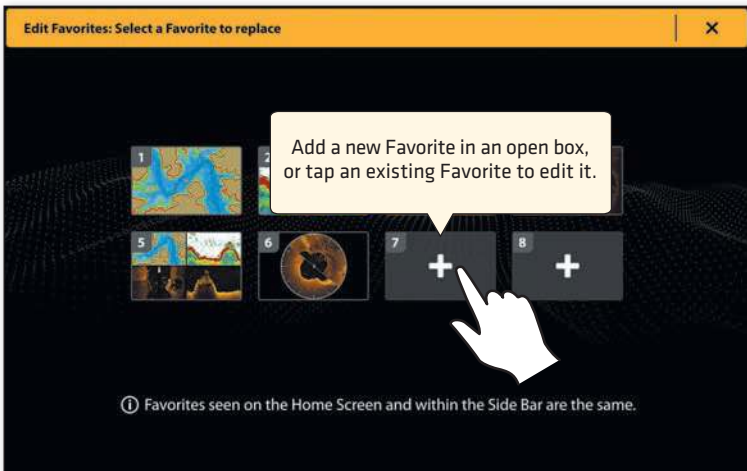 Edit Favorites: Select a Favorite to replace
1
2
Add a new Favorite in an open box,
or tap an existing Favorite to edit it.
5
6
7
8
Favorites seen on the Home Screen and within the Side Bar are the same.